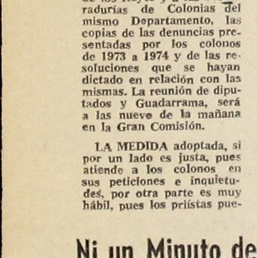 radurías de Colonias del
mismo Departamento, las
copias de las denuncias pre-
sentadas por los colonos
de 1973 a 1974 y de las re-
soluciones que se hayan
dictado en relación con las
mismas. La reunión de dipu-
tados y Guadarrama, será
a las nueve de la mañana
en la Gran Comisión.
LA MEDIDA adoptada, si
por un lado es justa, pues
atiende a los colonos en
sus peticiones e inquietu-
des, por otra parte es muy
hábil, pues los priístas pue-
Ni un Minuto de